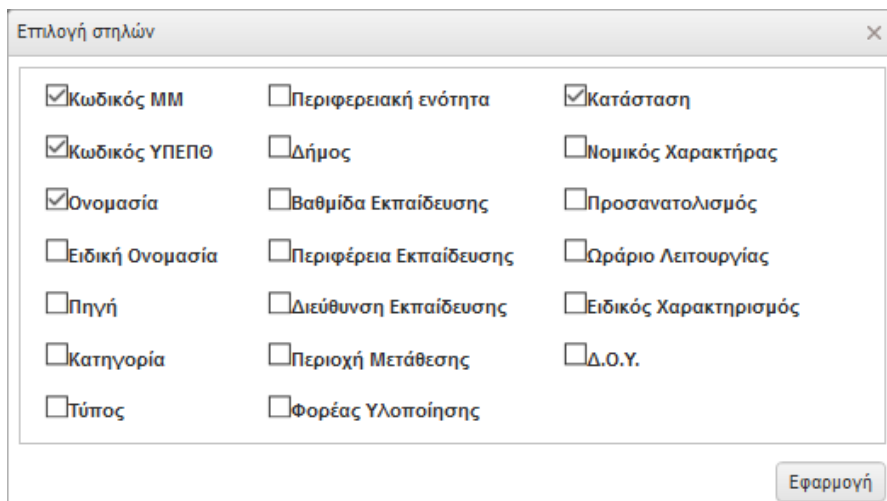 Επιλογή στηλών
Κωδικός ΜΜ
Κωδικός ΥΠΕΠΘ
Ονομασία
Ειδική Ονομασία
Πηγή
Κατηγορία
Τύπος
Περιφερειακή ενότητα
Δήμος
Βαθμίδα Εκπαίδευσης
Περιφέρεια Εκπαίδευσης
Διεύθυνση Εκπαίδευσης
Περιοχή Μετάθεσης
Φορέας Υλοποίησης
Κατάσταση
Νομικός Χαρακτήρας
Προσανατολισμός
Ωράριο Λειτουργίας
Ειδικός Χαρακτηρισμός
Δ.Ο.Υ.
Εφαρμογή